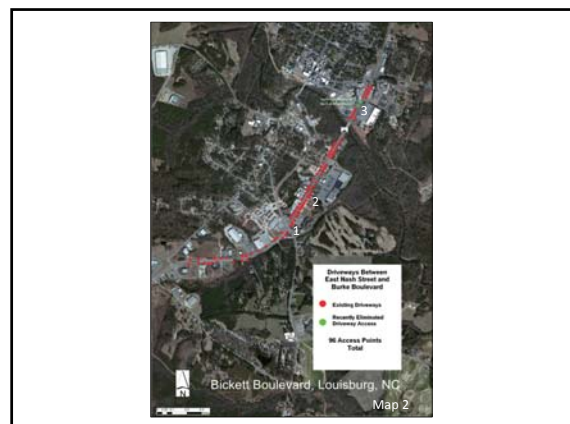 3
2
1
Driveways Between
East Nash Street and
Burke Boulevard
Existing Driveways
Recently Eliminated
Driveway Access
96 Access Points
Total
N
Bickett Boulevard, Louisburg, NC
Map 2